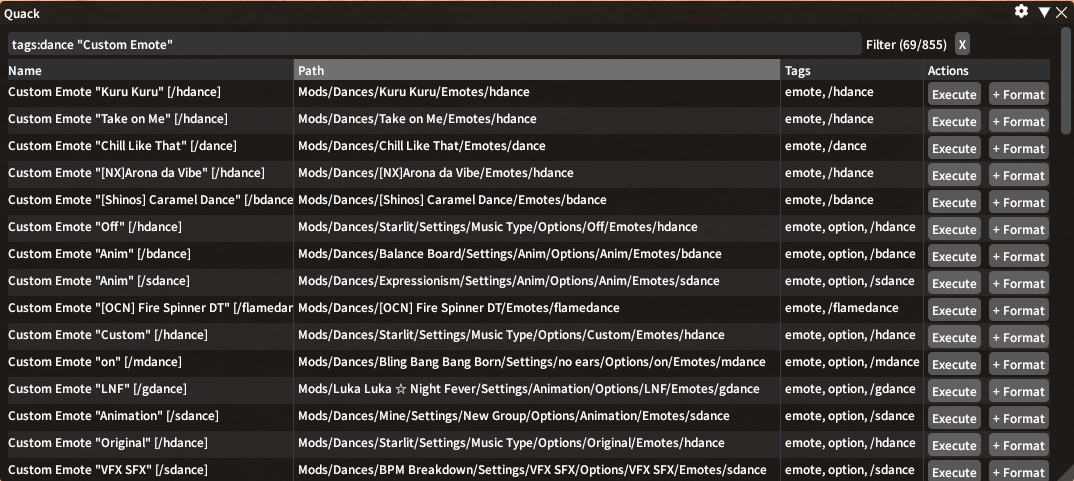 Quack
tags:dance "Custom Emote" Filter (69/855) X
Name Path Tags Actions
Custom Emote "Kuru Kuru" [/hdance] Mods/Dances/Kuru Kuru/Emotes/hdance emote, /hdance Execute + Format
Custom Emote "Take on Me" [/hdance] Mods/Dances/Take on Me/Emotes/hdance emote, /hdance Execute + Format
Custom Emote "Chill Like That" [/dance] Mods/Dances/Chill Like That/Emotes/dance emote, /dance Execute + Format
Custom Emote "[NX]Arona da Vibe" [/hdance] Mods/Dances/[NX]Arona da Vibe/Emotes/hdance emote, /hdance Execute + Format
Custom Emote "[Shinos] Caramel Dance" [/bdance Mods/Dances/[Shinos] Caramel Dance/Emotes/bdance emote, /bdance Execute + Format
Custom Emote "Off" [/hdance] Mods/Dances/Starlit/Settings/Music Type/Options/Off/Emotes/hdance emote, option, /hdance Execute + Format
Custom Emote "Anim" [/bdance] Mods/Dances/Balance Board/Settings/Anim/Options/Anim/Emotes/bdance emote, option, /bdance Execute + Format
Custom Emote "Anim" [/sdance] Mods/Dances/Expressionism/Settings/Anim/Options/Anim/Emotes/sdance emote, option, /sdance Execute + Format
Custom Emote "[OCN] Fire Spinner DT" [/flamedan Mods/Dances/[OCN] Fire Spinner DT/Emotes/flamedance emote, /flamedance Execute + Format
Custom Emote "Custom" [/hdance] Mods/Dances/Starlit/Settings/Music Type/Options/Custom/Emotes/hdance emote, option, /hdance Execute + Format
Custom Emote "on" [/mdance] Mods/Dances/Bling Bang Bang Born/Settings/no ears/Options/on/Emotes/mdance emote, option, /mdance Execute + Format
Custom Emote "LNF" [/gdance] Mods/Luka Luka ☆ Night Fever/Settings/Animation/Options/LNF/Emotes/gdance emote, option, /gdance Execute + Format
Custom Emote "Animation" [/sdance] Mods/Dances/Mine/Settings/New Group/Options/Animation/Emotes/sdance emote, option, /sdance Execute + Format
Custom Emote "Original" [/hdance] Mods/Dances/Starlit/Settings/Music Type/Options/Original/Emotes/hdance emote, option, /hdance Execute + Format
Custom Emote "VFX SFX" [/sdance] Mods/Dances/BPM Breakdown/Settings/VFX SFX/Options/VFX SFX/Emotes/sdance emote, option, /sdance Execute + Format